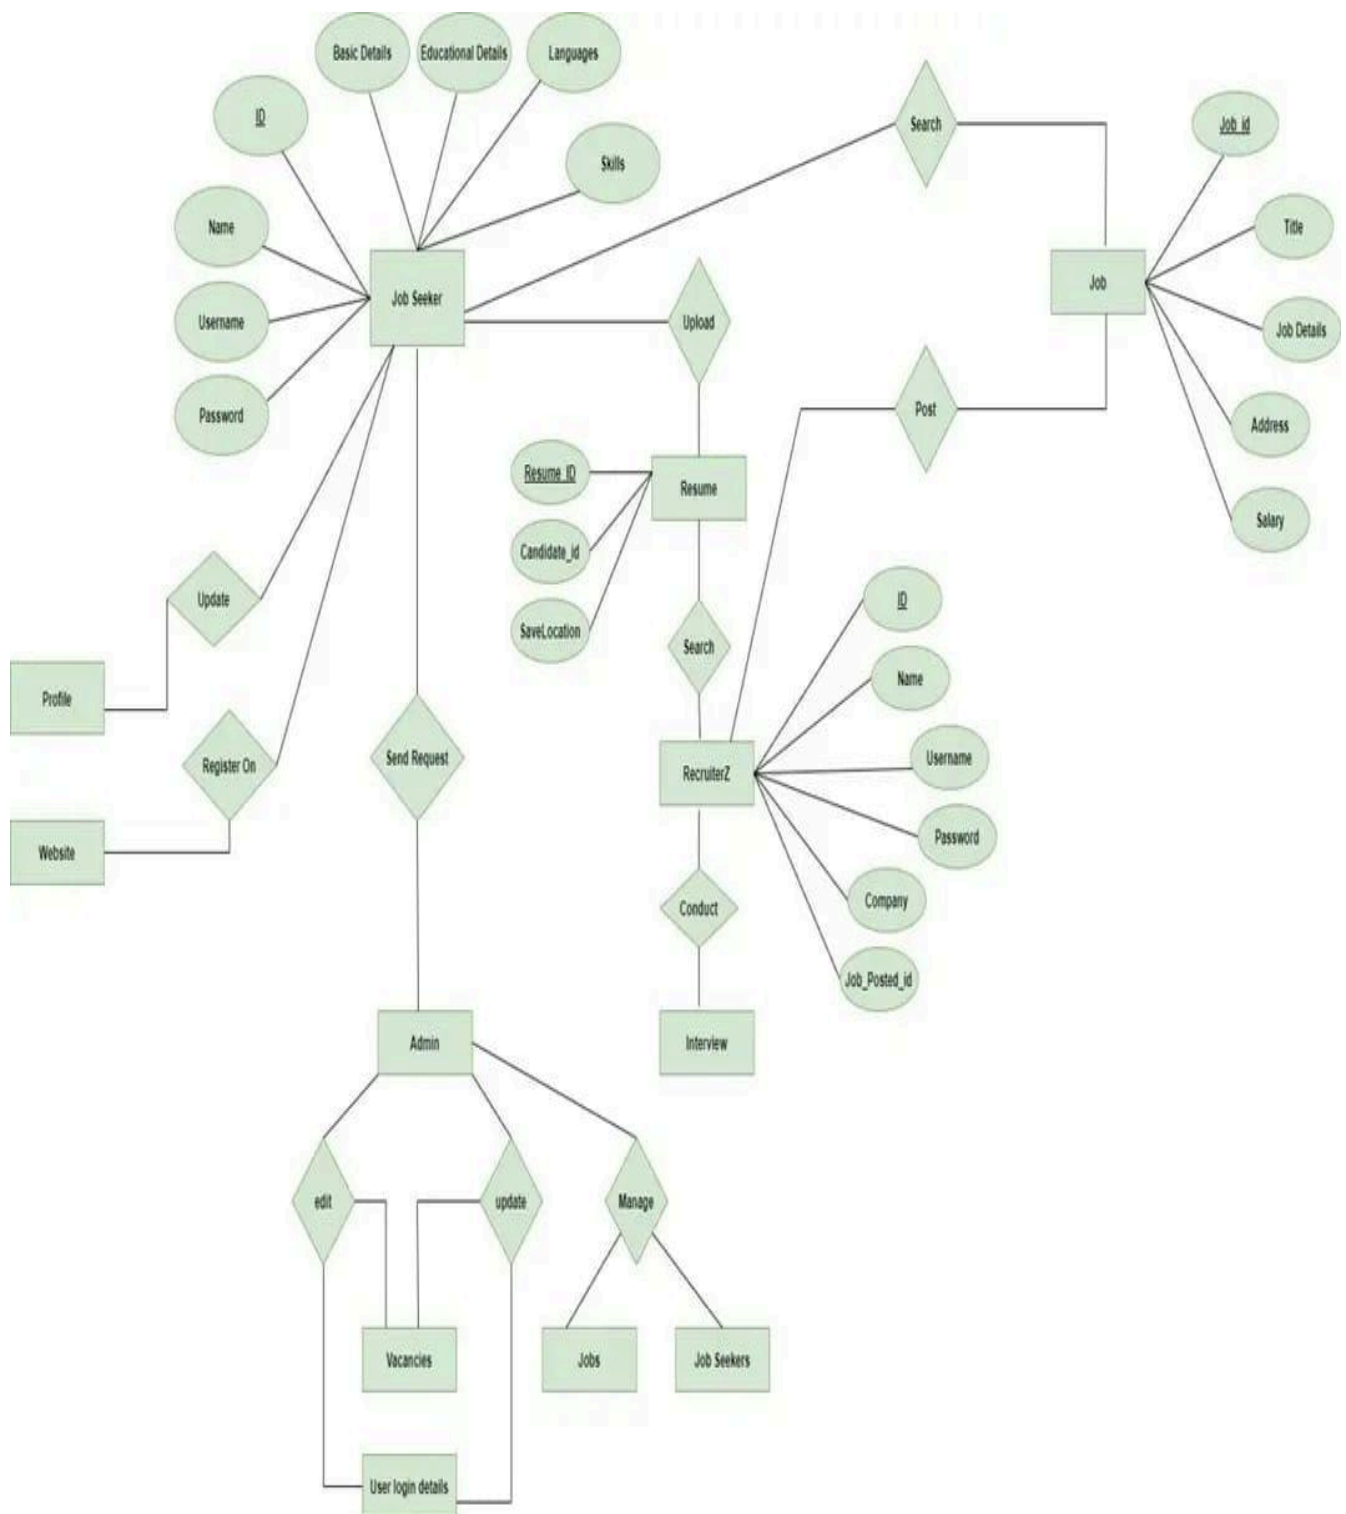 Basic Details
Educational Details
Languages
ID
Search
Job_id
Skills
Name
Title
Job Seeker
Job
Username
Upload
Job Details
Password
Post
Address
Resume_ID
Resume
Salary
Candidate_id
Update
ID
SaveLocation
Search
Name
Profile
Register On
Send Request
RecruiterZ
Username
Password
Website
Conduct
Company
Job_Posted_id
Admin
Interview
edit
update
Manage
Vacancies
Jobs
Job Seekers
User login details